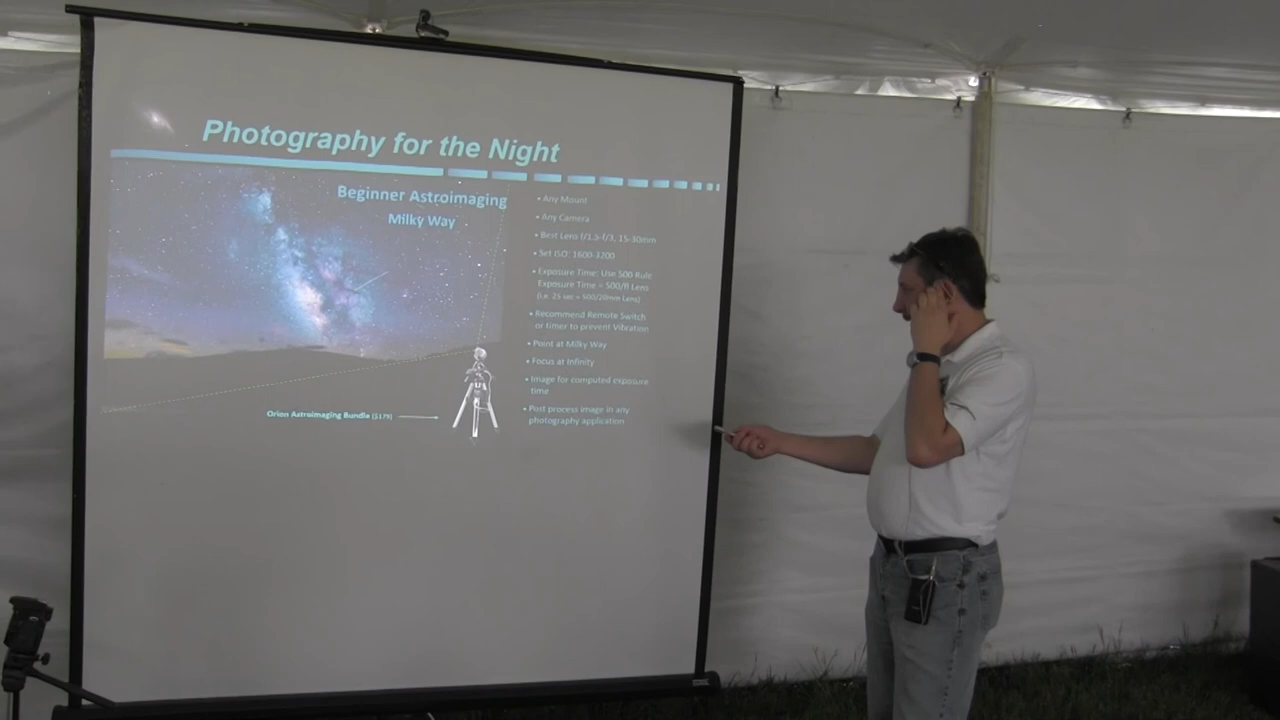 Photography for the Night
Beginner Astroimaging
Milky Way
• Any Mount
• Any Camera
• Best Lens f/1.5-f/3, 15-30mm
• Set ISO: 1600-3200
• Exposure Time: Use 500 Rule
Exposure Time = 500/fl Lens
(i.e. 25 sec = 500/20mm Lens)
• Recommend Remote Switch
or timer to prevent Vibration
• Point at Milky Way
• Focus at Infinity
• Image for computed exposure
time
• Post process image in any
photography application
Orion Astroimaging Bundle ($179)